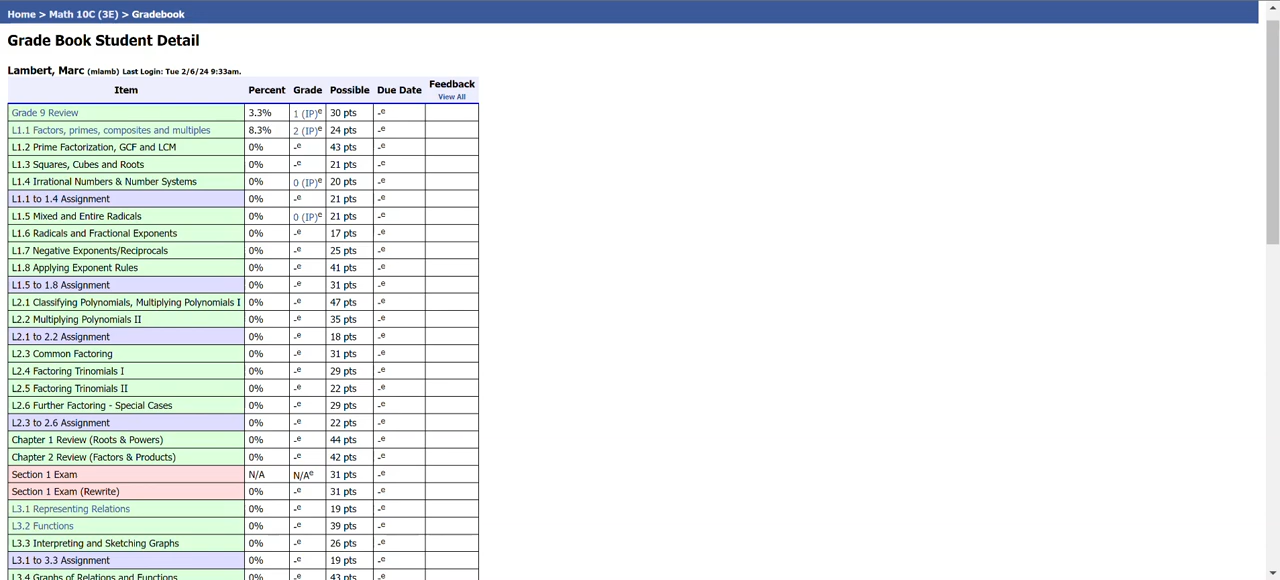 Home > Math 10C (3E) > Gradebook
Grade Book Student Detail
Lambert, Marc (mlamb) Last Login: Tue 2/6/24 9:33am.
Item Percent Grade Possible Due Date Feedback
View All
Grade 9 Review 3.3% 1 (IP)e 30 pts -e
L1.1 Factors, primes, composites and multiples 8.3% 2 (IP)e 24 pts -e
L1.2 Prime Factorization, GCF and LCM 0% -e 43 pts -e
L1.3 Squares, Cubes and Roots 0% -e 21 pts -e
L1.4 Irrational Numbers & Number Systems 0% 0 (IP)e 20 pts -e
L1.1 to 1.4 Assignment 0% -e 21 pts -e
L1.5 Mixed and Entire Radicals 0% 0 (IP)e 21 pts -e
L1.6 Radicals and Fractional Exponents 0% -e 17 pts -e
L1.7 Negative Exponents/Reciprocals 0% -e 25 pts -e
L1.8 Applying Exponent Rules 0% -e 41 pts -e
L1.5 to 1.8 Assignment 0% -e 31 pts -e
L2.1 Classifying Polynomials, Multiplying Polynomials I 0% -e 47 pts -e
L2.2 Multiplying Polynomials II 0% -e 35 pts -e
L2.1 to 2.2 Assignment 0% -e 18 pts -e
L2.3 Common Factoring 0% -e 31 pts -e
L2.4 Factoring Trinomials I 0% -e 29 pts -e
L2.5 Factoring Trinomials II 0% -e 22 pts -e
L2.6 Further Factoring - Special Cases 0% -e 29 pts -e
L2.3 to 2.6 Assignment 0% -e 22 pts -e
Chapter 1 Review (Roots & Powers) 0% -e 44 pts -e
Chapter 2 Review (Factors & Products) 0% -e 42 pts -e
Section 1 Exam N/A N/Ae 31 pts -e
Section 1 Exam (Rewrite) 0% -e 31 pts -e
L3.1 Representing Relations 0% -e 19 pts -e
L3.2 Functions 0% -e 39 pts -e
L3.3 Interpreting and Sketching Graphs 0% -e 26 pts -e
L3.1 to 3.3 Assignment 0% -e 19 pts -e
L3.4 Graphs of Relations and Functions 0% -e 43 pts -e